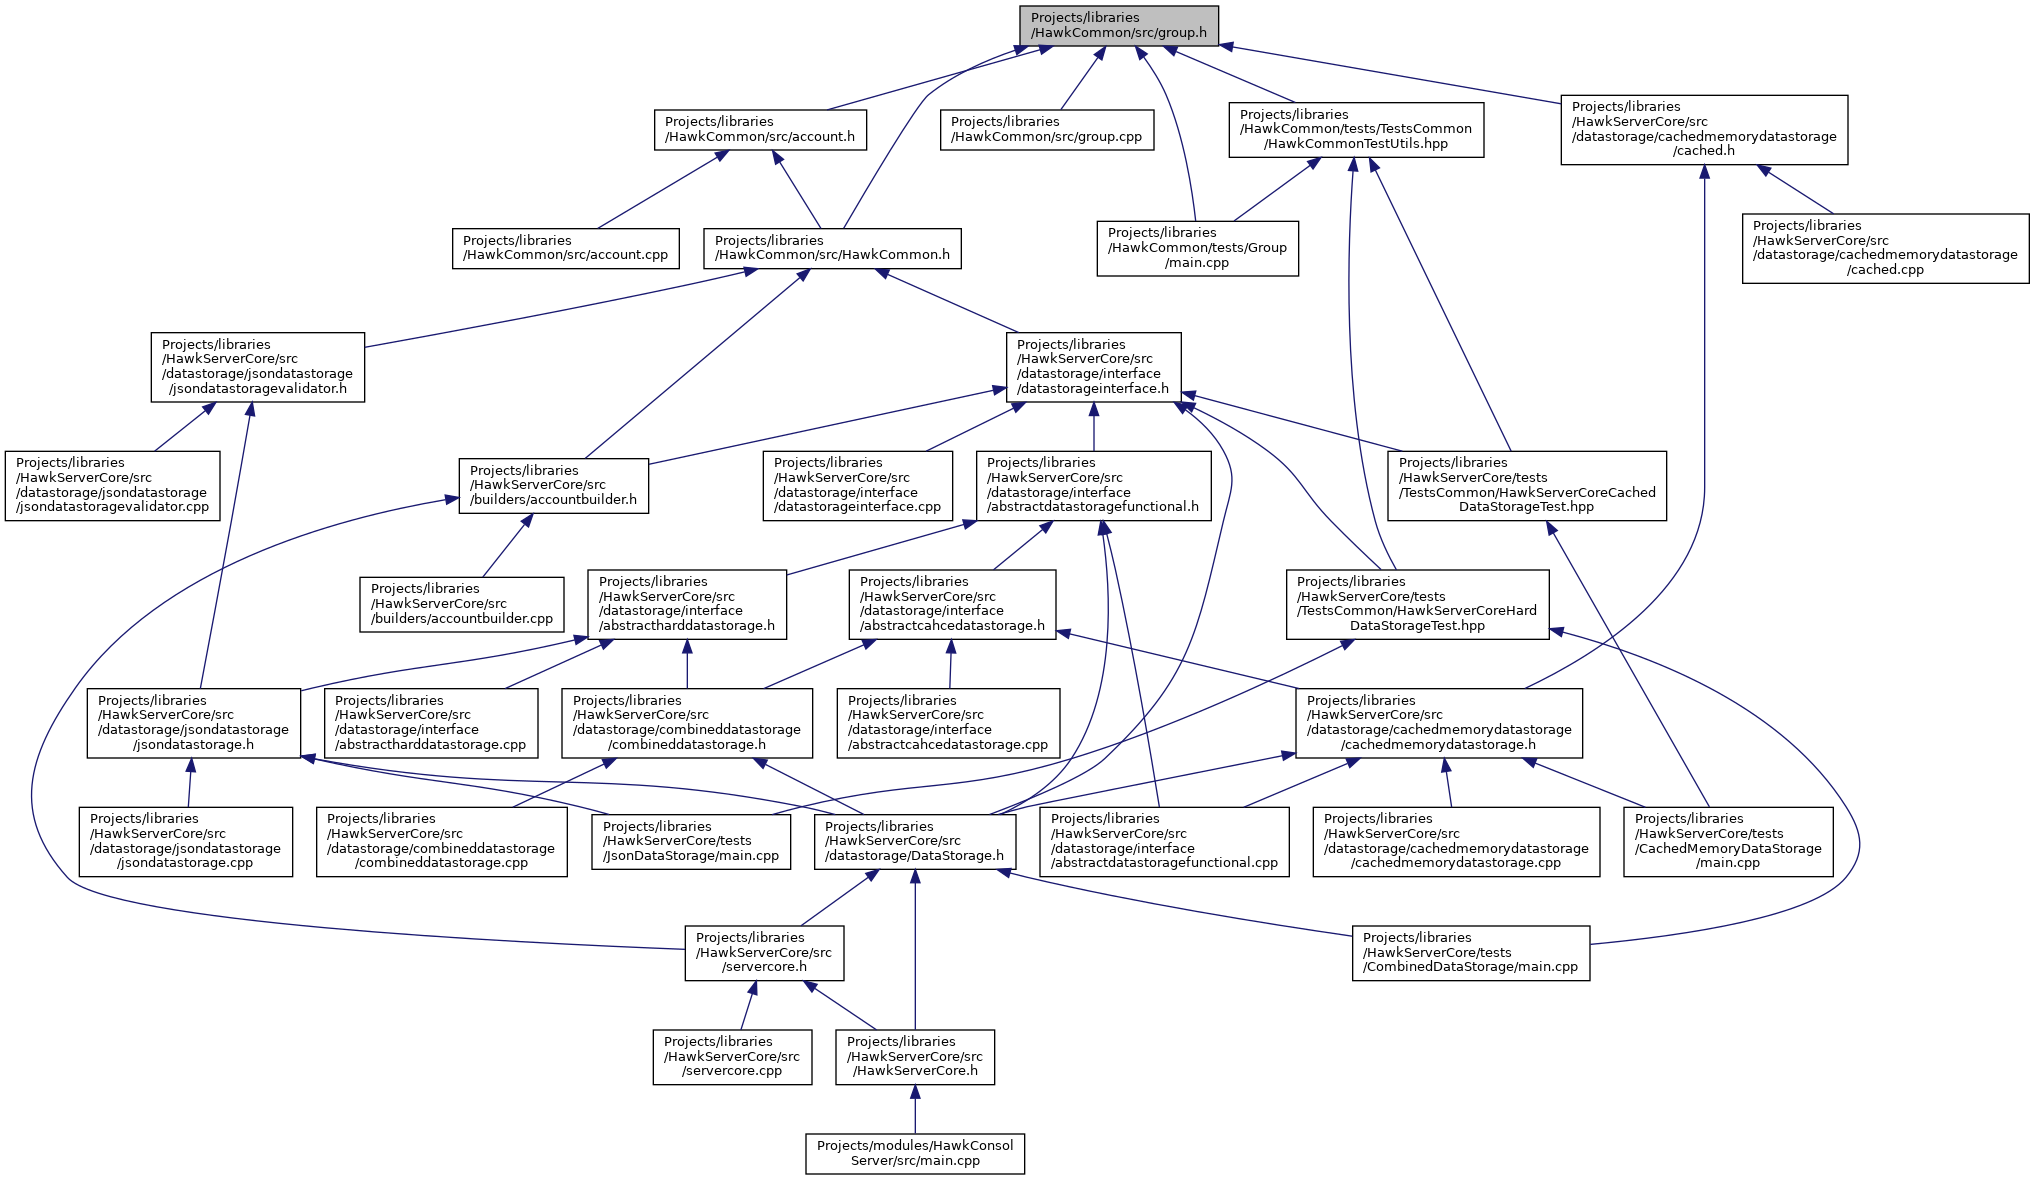 Projects/libraries
/HawkCommon/src/group.h
Projects/libraries
/HawkCommon/src/account.h
Projects/libraries
/HawkCommon/src/group.cpp
Projects/libraries
/HawkCommon/tests/TestsCommon
/HawkCommonTestUtils.hpp
Projects/libraries
/HawkServerCore/src
/datastorage/cachedmemorydatastorage
/cached.h
Projects/libraries
/HawkCommon/src/account.cpp
Projects/libraries
/HawkCommon/src/HawkCommon.h
Projects/libraries
/HawkCommon/tests/Group
/main.cpp
Projects/libraries
/HawkServerCore/src
/datastorage/cachedmemorydatastorage
/cached.cpp
Projects/libraries
/HawkServerCore/src
/datastorage/jsondatastorage
/jsondatastoragevalidator.h
Projects/libraries
/HawkServerCore/src
/datastorage/interface
/datastorageinterface.h
Projects/libraries
/HawkServerCore/src
/datastorage/jsondatastorage
/jsondatastoragevalidator.cpp
Projects/libraries
/HawkServerCore/src
/builders/accountbuilder.h
Projects/libraries
/HawkServerCore/src
/datastorage/interface
/datastorageinterface.cpp
Projects/libraries
/HawkServerCore/src
/datastorage/interface
/abstractdatastoragefunctional.h
Projects/libraries
/HawkServerCore/tests
/TestsCommon/HawkServerCoreCached
DataStorageTest.hpp
Projects/libraries
/HawkServerCore/src
/builders/accountbuilder.cpp
Projects/libraries
/HawkServerCore/src
/datastorage/interface
/abstractharddatastorage.h
Projects/libraries
/HawkServerCore/src
/datastorage/interface
/abstractcahcedatastorage.h
Projects/libraries
/HawkServerCore/tests
/TestsCommon/HawkServerCoreHard
DataStorageTest.hpp
Projects/libraries
/HawkServerCore/src
/datastorage/jsondatastorage
/jsondatastorage.h
Projects/libraries
/HawkServerCore/src
/datastorage/interface
/abstractharddatastorage.cpp
Projects/libraries
/HawkServerCore/src
/datastorage/combineddatastorage
/combineddatastorage.h
Projects/libraries
/HawkServerCore/src
/datastorage/interface
/abstractcahcedatastorage.cpp
Projects/libraries
/HawkServerCore/src
/datastorage/cachedmemorydatastorage
/cachedmemorydatastorage.h
Projects/libraries
/HawkServerCore/src
/datastorage/jsondatastorage
/jsondatastorage.cpp
Projects/libraries
/HawkServerCore/src
/datastorage/combineddatastorage
/combineddatastorage.cpp
Projects/libraries
/HawkServerCore/tests
/JsonDataStorage/main.cpp
Projects/libraries
/HawkServerCore/src
/datastorage/DataStorage.h
Projects/libraries
/HawkServerCore/src
/datastorage/interface
/abstractdatastoragefunctional.cpp
Projects/libraries
/HawkServerCore/src
/datastorage/cachedmemorydatastorage
/cachedmemorydatastorage.cpp
Projects/libraries
/HawkServerCore/tests
/CachedMemoryDataStorage
/main.cpp
Projects/libraries
/HawkServerCore/src
/servercore.h
Projects/libraries
/HawkServerCore/tests
/CombinedDataStorage/main.cpp
Projects/libraries
/HawkServerCore/src
/servercore.cpp
Projects/libraries
/HawkServerCore/src
/HawkServerCore.h
Projects/modules/HawkConsol
Server/src/main.cpp